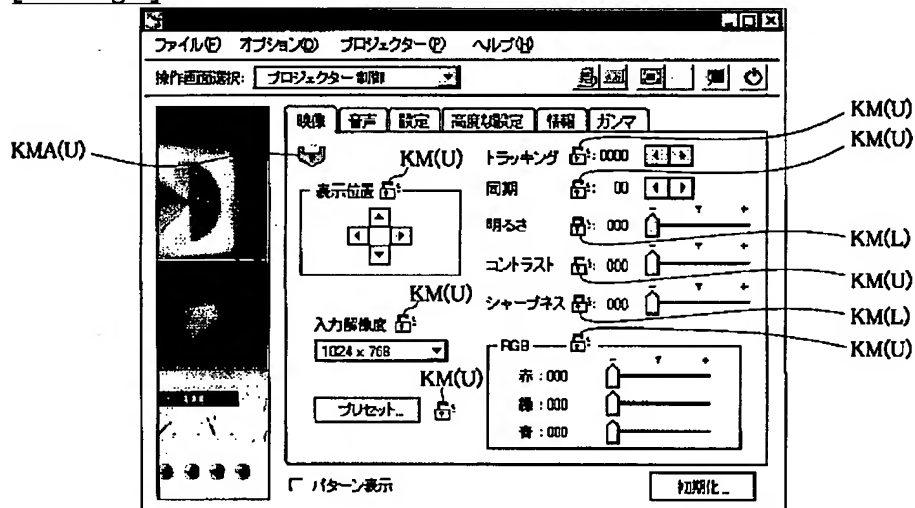 ファイル(F) オプション(O) プロジェクター(P) ヘルプ(H)
操作画面選択: プロジェクター制御
映像 音声 設定 高度な設定 情報 ガンマ
KMA(U)
KM(U)
KM(U)
KM(U)
表示位置
トラッキング : 0000
同期 : 00
明るさ : 000
KM(L)
コントラスト : 000
KM(U)
KM(U)
シャープネス : 000
KM(L)
入力解像度
1024 x 768
RGB
KM(U)
赤 : 000
KM(U)
プリセット...
緑 : 000
青 : 000
パターン表示
初期化...